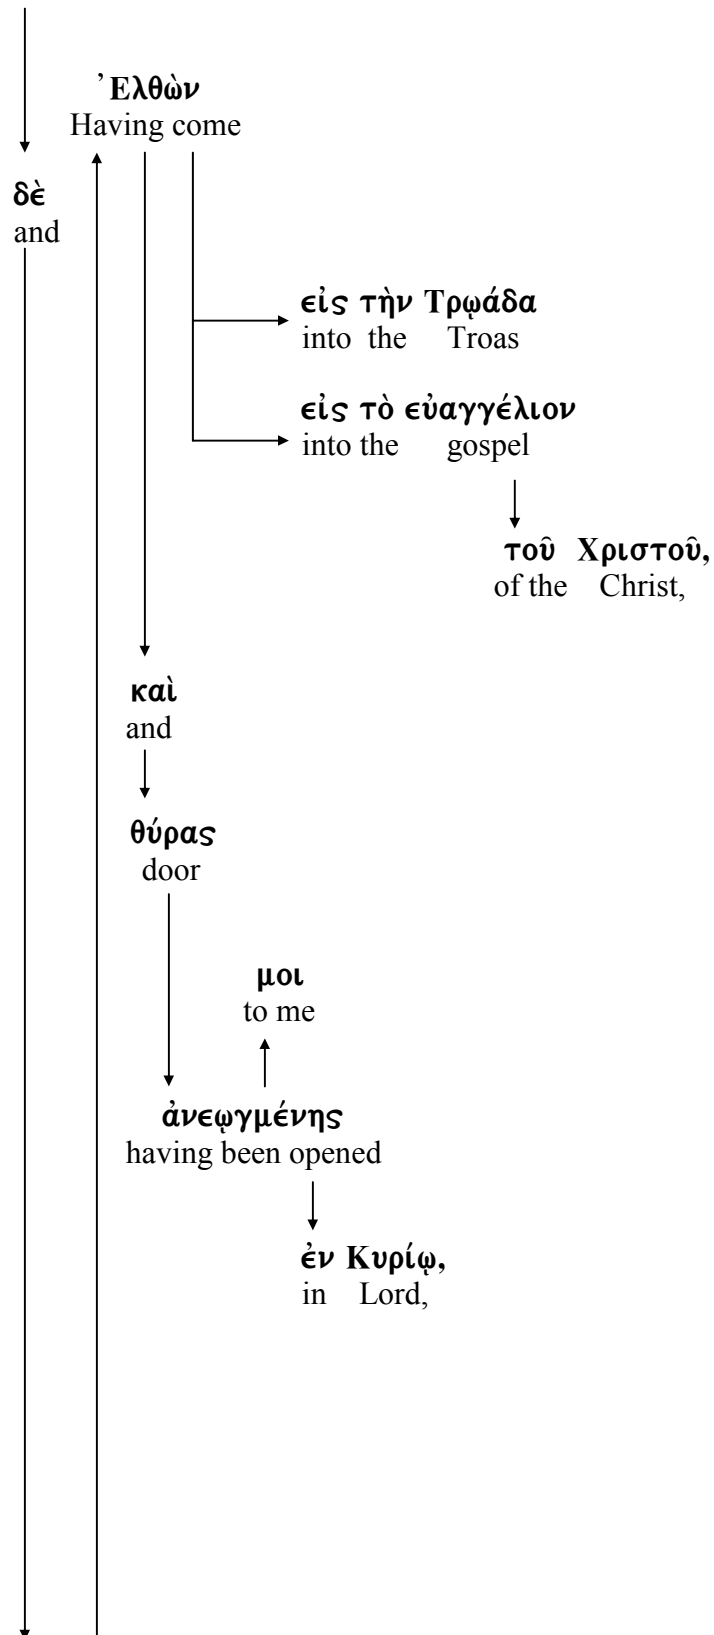 Ἐλθὼν
Having come
δὲ
and
εἰς τὴν Τρῳάδα
into the Troas
εἰς τὸ εὐαγγέλιον
into the gospel
τοῦ Χριστοῦ,
of the Christ,
καὶ
and
θύρας
door
μοι
to me
ἀνεῳγμένης
having been opened
ἐν Κυρίῳ,
in Lord,